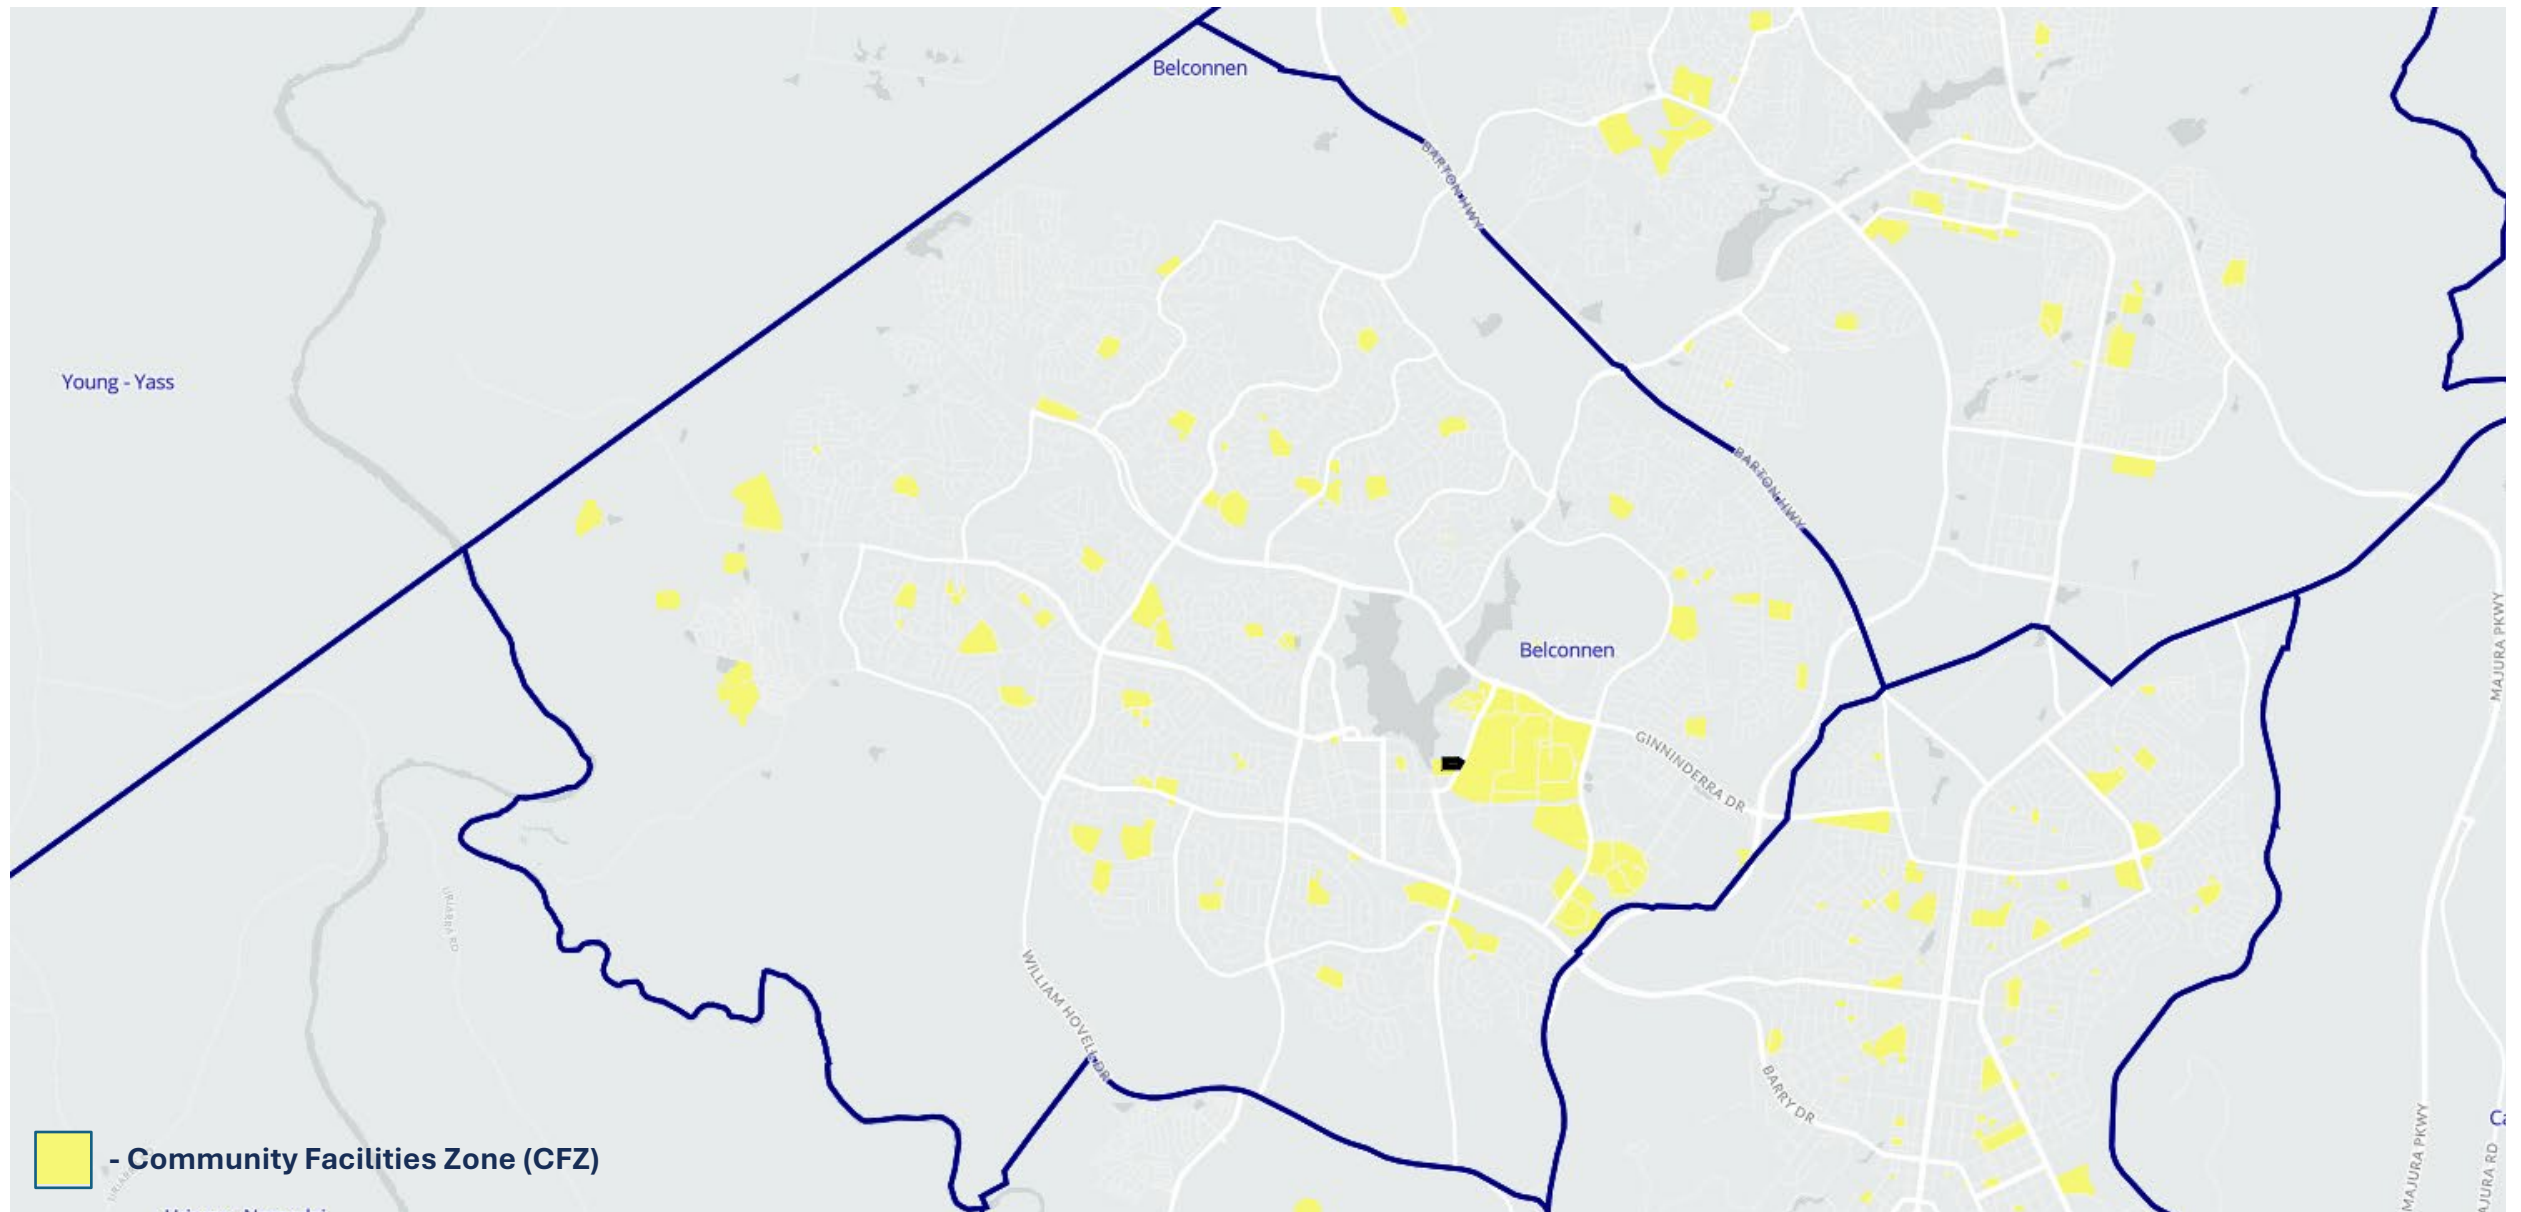 Belconnen
BARTON HWY
Young - Yass
BARTON HWY
MAJURA PKWY
Belconnen
GINNINDERRA DR
URIARRA RD
WILLIAM HOVELL DR
BARRY DR
MAJURA PKWY
- Community Facilities Zone (CFZ)